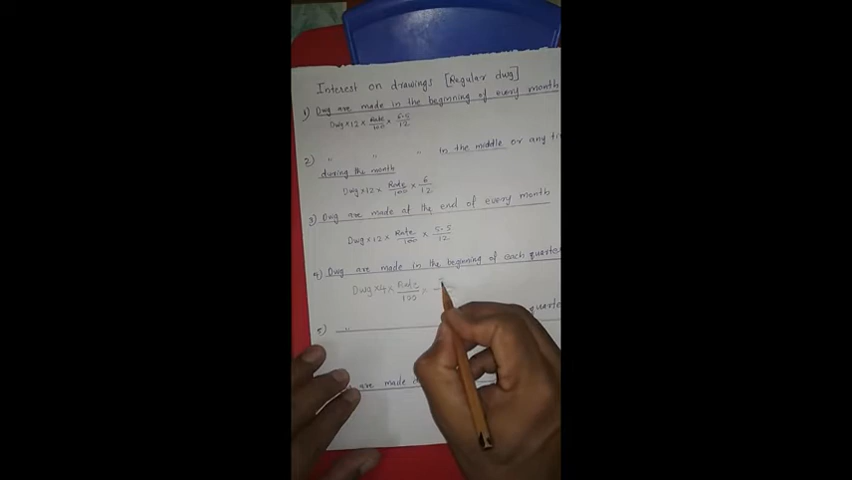 Interest on drawings [Regular dwg]
1) Dwg are made in the beginning of every month
Dwg × 12 × Rate/100 × 6.5/12
2) " " " In the middle or any ti
during the month
Dwg × 12 × Rate/100 × 6/12
3) Dwg are made at the end of every month
Dwg × 12 × Rate/100 × 5.5/12
4) Dwg are made in the beginning of each quarter
Dwg × 4 × Rate/100 ×
5) " quarter
are made